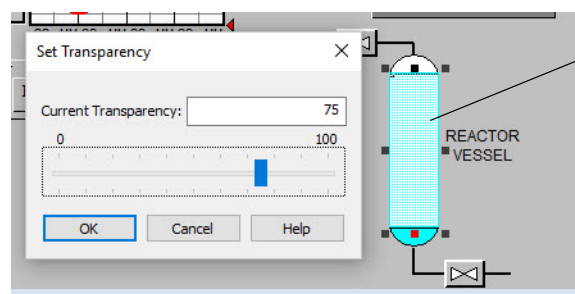 Set Transparency
Current Transparency: 75
0 100
OK Cancel Help
REACTOR
VESSEL